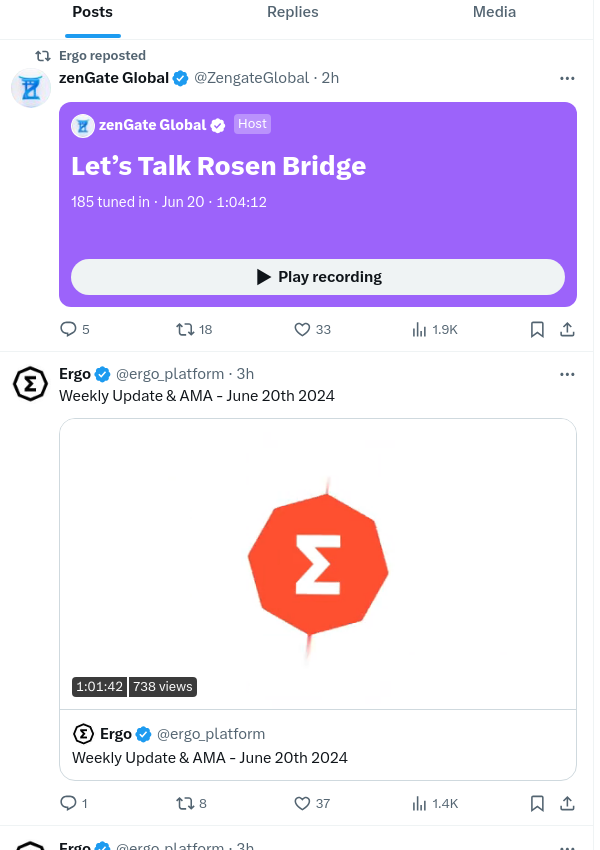 Posts Replies Media
Ergo reposted
zenGate Global @ZengateGlobal · 2h
zenGate Global Host
Let’s Talk Rosen Bridge
185 tuned in · Jun 20 · 1:04:12
Play recording
5 18 33 1.9K
Ergo @ergo_platform · 3h
Weekly Update & AMA - June 20th 2024
Σ
1:01:42 738 views
Ergo @ergo_platform
Weekly Update & AMA - June 20th 2024
1 8 37 1.4K
Ergo @ergo_platform · 3h